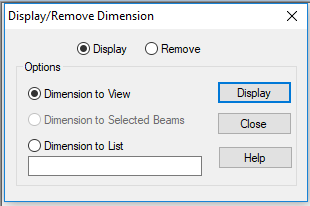 Display/Remove Dimension
Display Remove
Options
Dimension to View Display
Dimension to Selected Beams Close
Dimension to List
Help